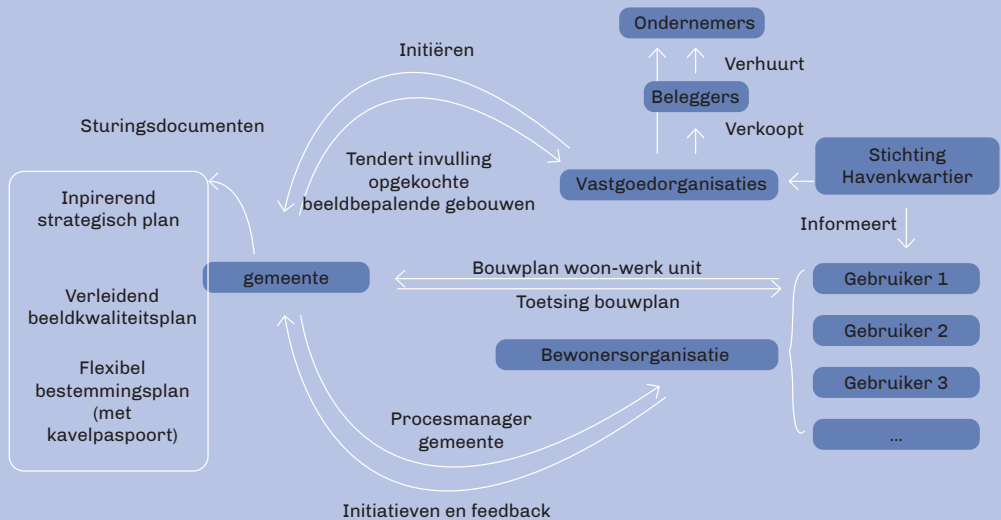 Ondernemers
Initiëren
Verhuurt
Beleggers
Sturingsdocumenten
Verkoopt
Tendert invulling
opgekochte
beeldbepalende gebouwen
Vastgoedorganisaties
Stichting
Havenkwartier
Inpirerend
strategisch plan
Informeert
gemeente
Bouwplan woon-werk unit
Toetsing bouwplan
Gebruiker 1
Verleidend
beeldkwaliteitsplan
Gebruiker 2
Bewonersorganisatie
Flexibel
bestemmingsplan
(met
kavelpaspoort)
Gebruiker 3
Procesmanager
gemeente
...
Initiatieven en feedback